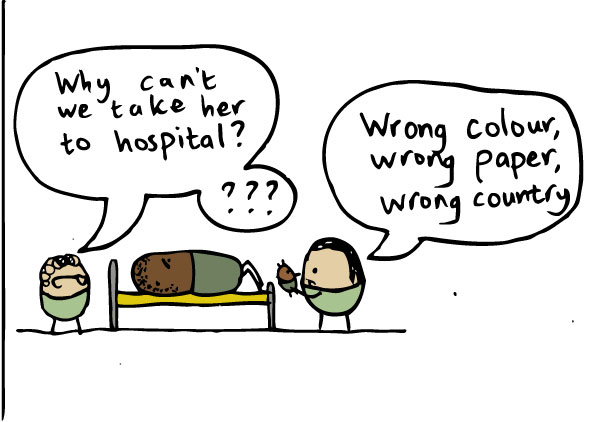 Why can't
we take her
to hospital?
???
Wrong colour,
wrong paper,
wrong country